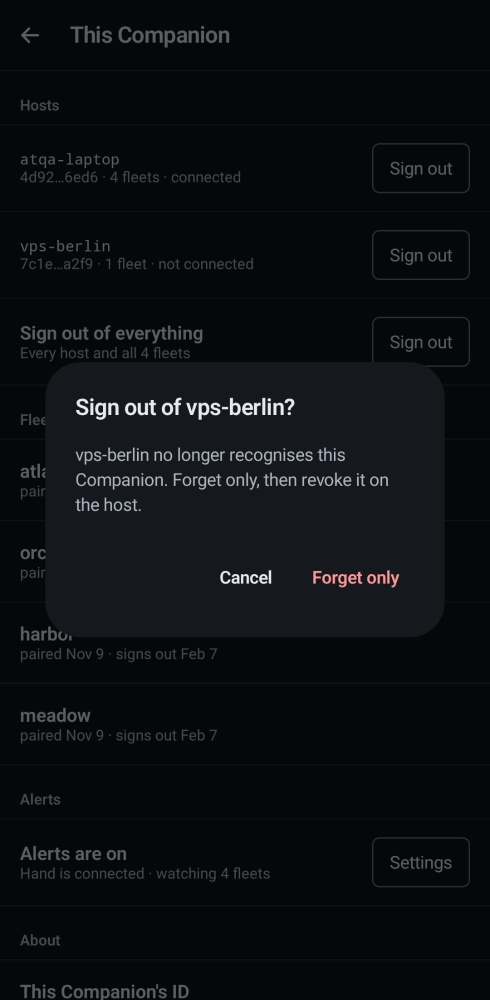 This Companion
Hosts
atqa-laptop
4d92…6ed6 · 4 fleets · connected
Sign out
vps-berlin
7c1e…a2f9 · 1 fleet · not connected
Sign out
Sign out of everything
Every host and all 4 fleets
Sign out
Sign out of vps-berlin?
vps-berlin no longer recognises this
Companion. Forget only, then revoke it on
the host.
Cancel
Forget only
harbor
paired Nov 9 · signs out Feb 7
meadow
paired Nov 9 · signs out Feb 7
Alerts
Alerts are on
Hand is connected · watching 4 fleets
Settings
About
This Companion's ID